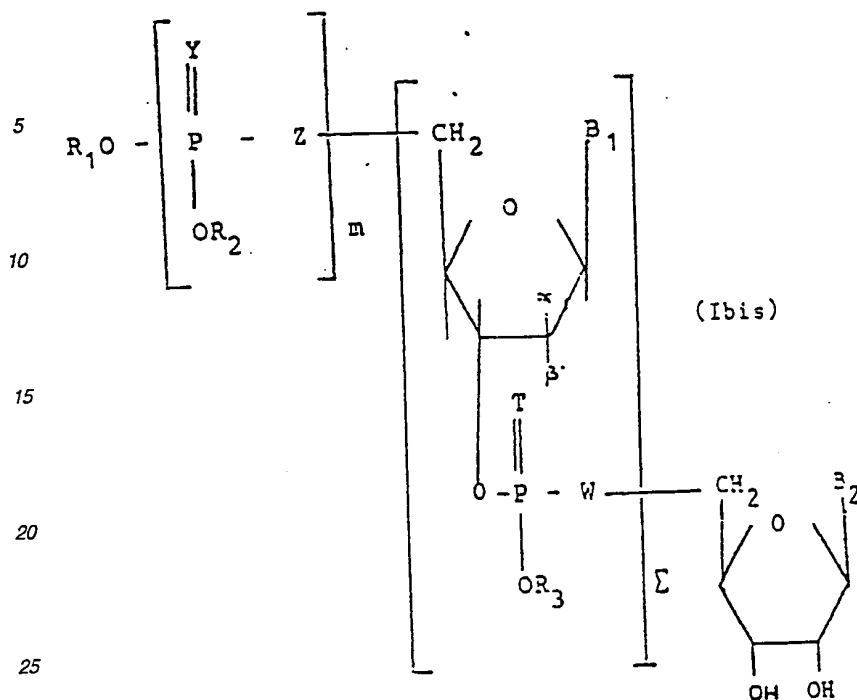 Y
5
R₁O - P - Z CH₂ B₁
O
OR₂ m
10
α
(Ibis)
β
15
T
O - P - W CH₂ B₂
O
20
OR₃ Σ
25
OH OH